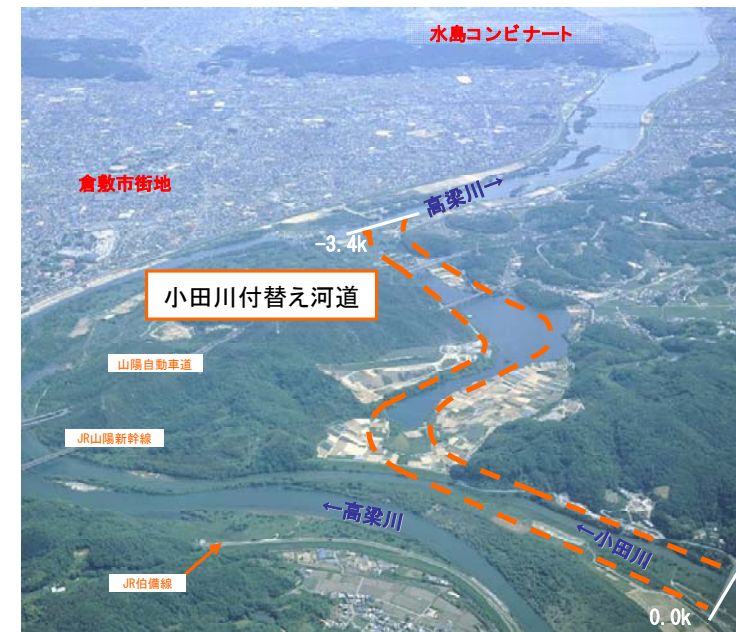 水島コンビナート
倉敷市街地
高梁川→
-3.4k
小田川付替え河道
山陽自動車道
JR山陽新幹線
←高梁川
←小田川
JR伯備線
0.0k